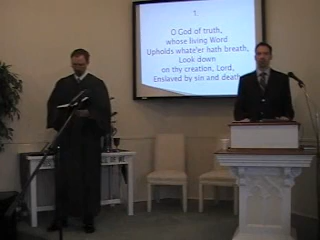 1.
O God of truth,
whose living Word
Upholds whate'er hath breath,
Look down
on thy creation, Lord,
Enslaved by sin and death